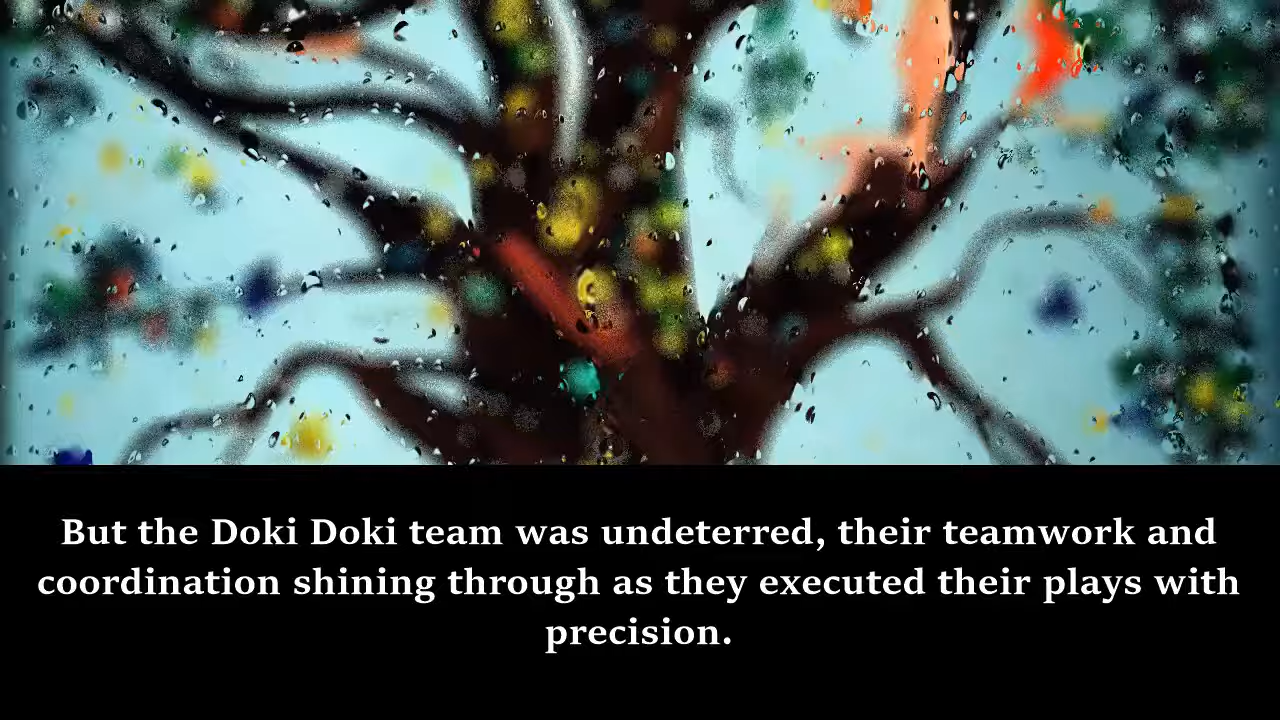 But the Doki Doki team was undeterred, their teamwork and
coordination shining through as they executed their plays with
precision.